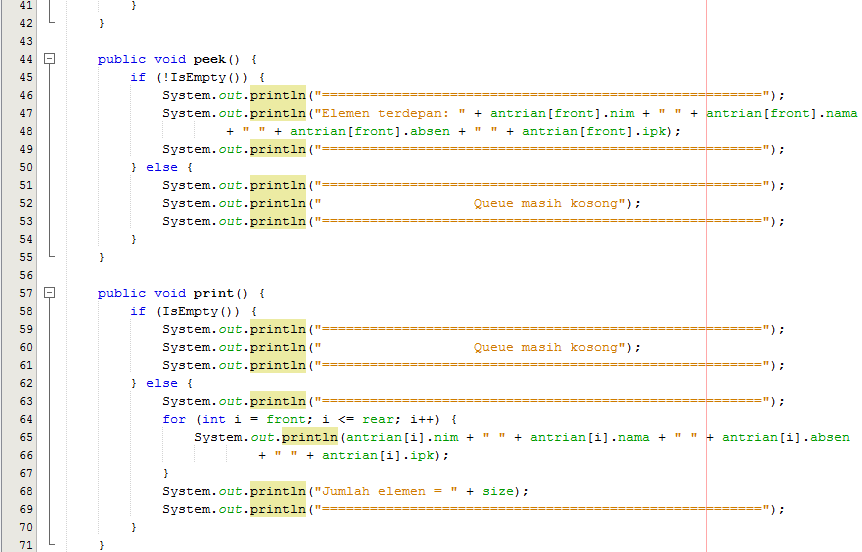 41 }
42 }
43
44 public void peek() {
45 if (!IsEmpty()) {
46 System.out.println("=======================================================");
47 System.out.println("Elemen terdepan: " + antrian[front].nim + " " + antrian[front].nama
48 + " " + antrian[front].absen + " " + antrian[front].ipk);
49 System.out.println("=======================================================");
50 } else {
51 System.out.println("=======================================================");
52 System.out.println("                   Queue masih kosong");
53 System.out.println("=======================================================");
54 }
55 }
56
57 public void print() {
58 if (IsEmpty()) {
59 System.out.println("=======================================================");
60 System.out.println("                   Queue masih kosong");
61 System.out.println("=======================================================");
62 } else {
63 System.out.println("=======================================================");
64 for (int i = front; i <= rear; i++) {
65 System.out.println(antrian[i].nim + " " + antrian[i].nama + " " + antrian[i].absen
66 + " " + antrian[i].ipk);
67 }
68 System.out.println("Jumlah elemen = " + size);
69 System.out.println("=======================================================");
70 }
71 }